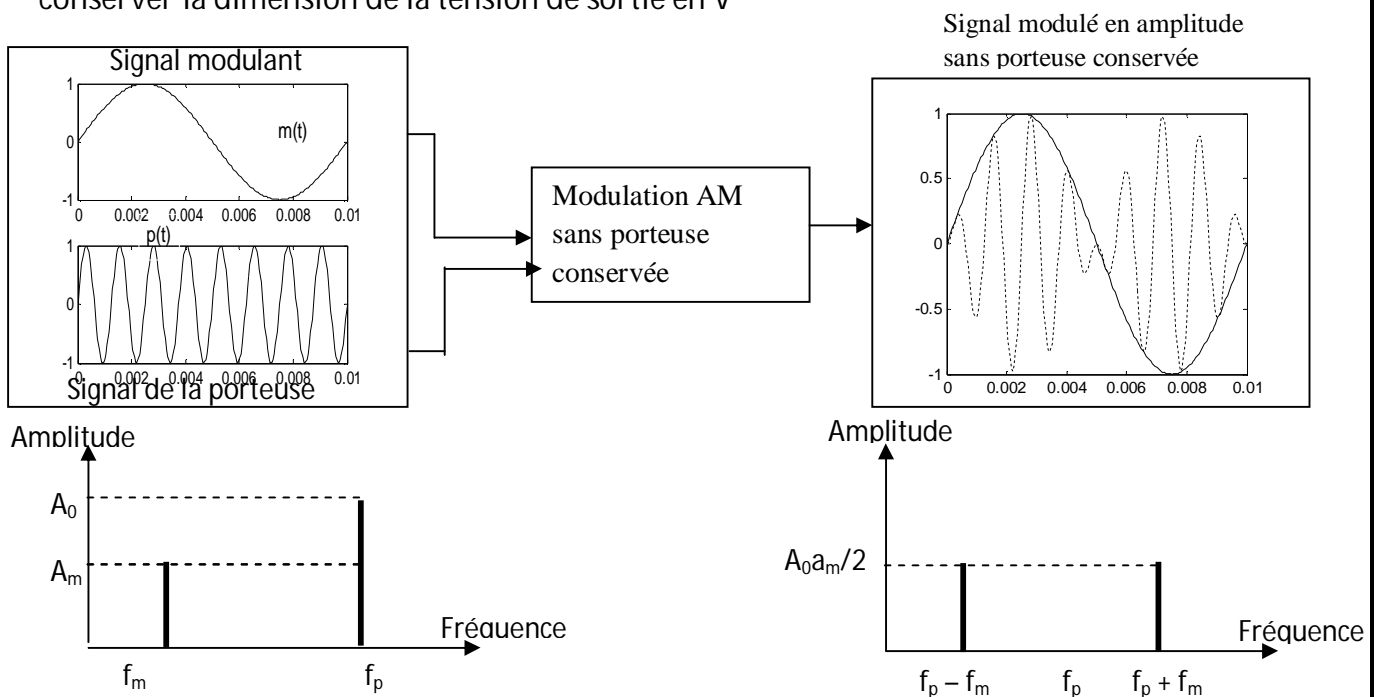 conserver la dimension de la tension de sortie en V
Signal modulé en amplitude
sans porteuse conservée
Signal modulant
1
m(t)
0
-1
0 0.002 0.004 0.006 0.008 0.01
p(t)
1
0
-1
0 0.002 0.004 0.006 0.008 0.01
Signal de la porteuse
Modulation AM
sans porteuse
conservée
1
0.5
0
-0.5
-1
0 0.002 0.004 0.006 0.008 0.01
Amplitude
A₀
Aₘ
Fréquence
fₘ fₚ
Amplitude
A₀aₘ/2
Fréquence
fₚ – fₘ fₚ fₚ + fₘ